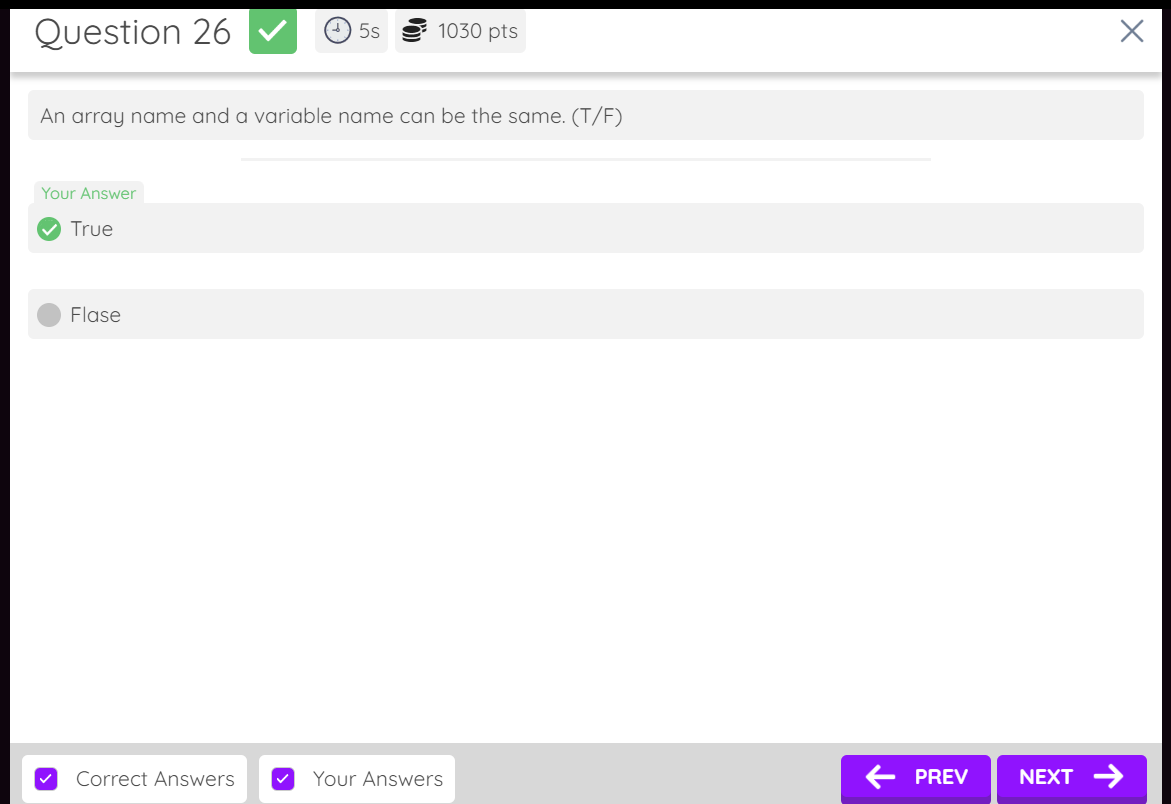 Question 26 5s 1030 pts
An array name and a variable name can be the same. (T/F)
Your Answer
True
Flase
Correct Answers Your Answers PREV NEXT